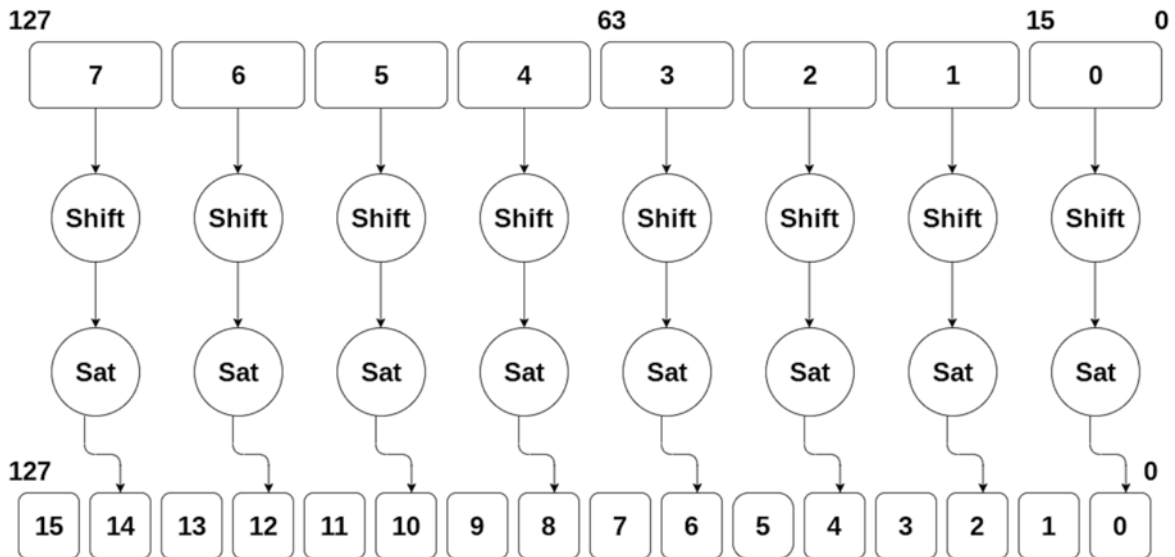 127 63 15 0
7 6 5 4 3 2 1 0
Shift Shift Shift Shift Shift Shift Shift Shift
Sat Sat Sat Sat Sat Sat Sat Sat
127 0
15 14 13 12 11 10 9 8 7 6 5 4 3 2 1 0